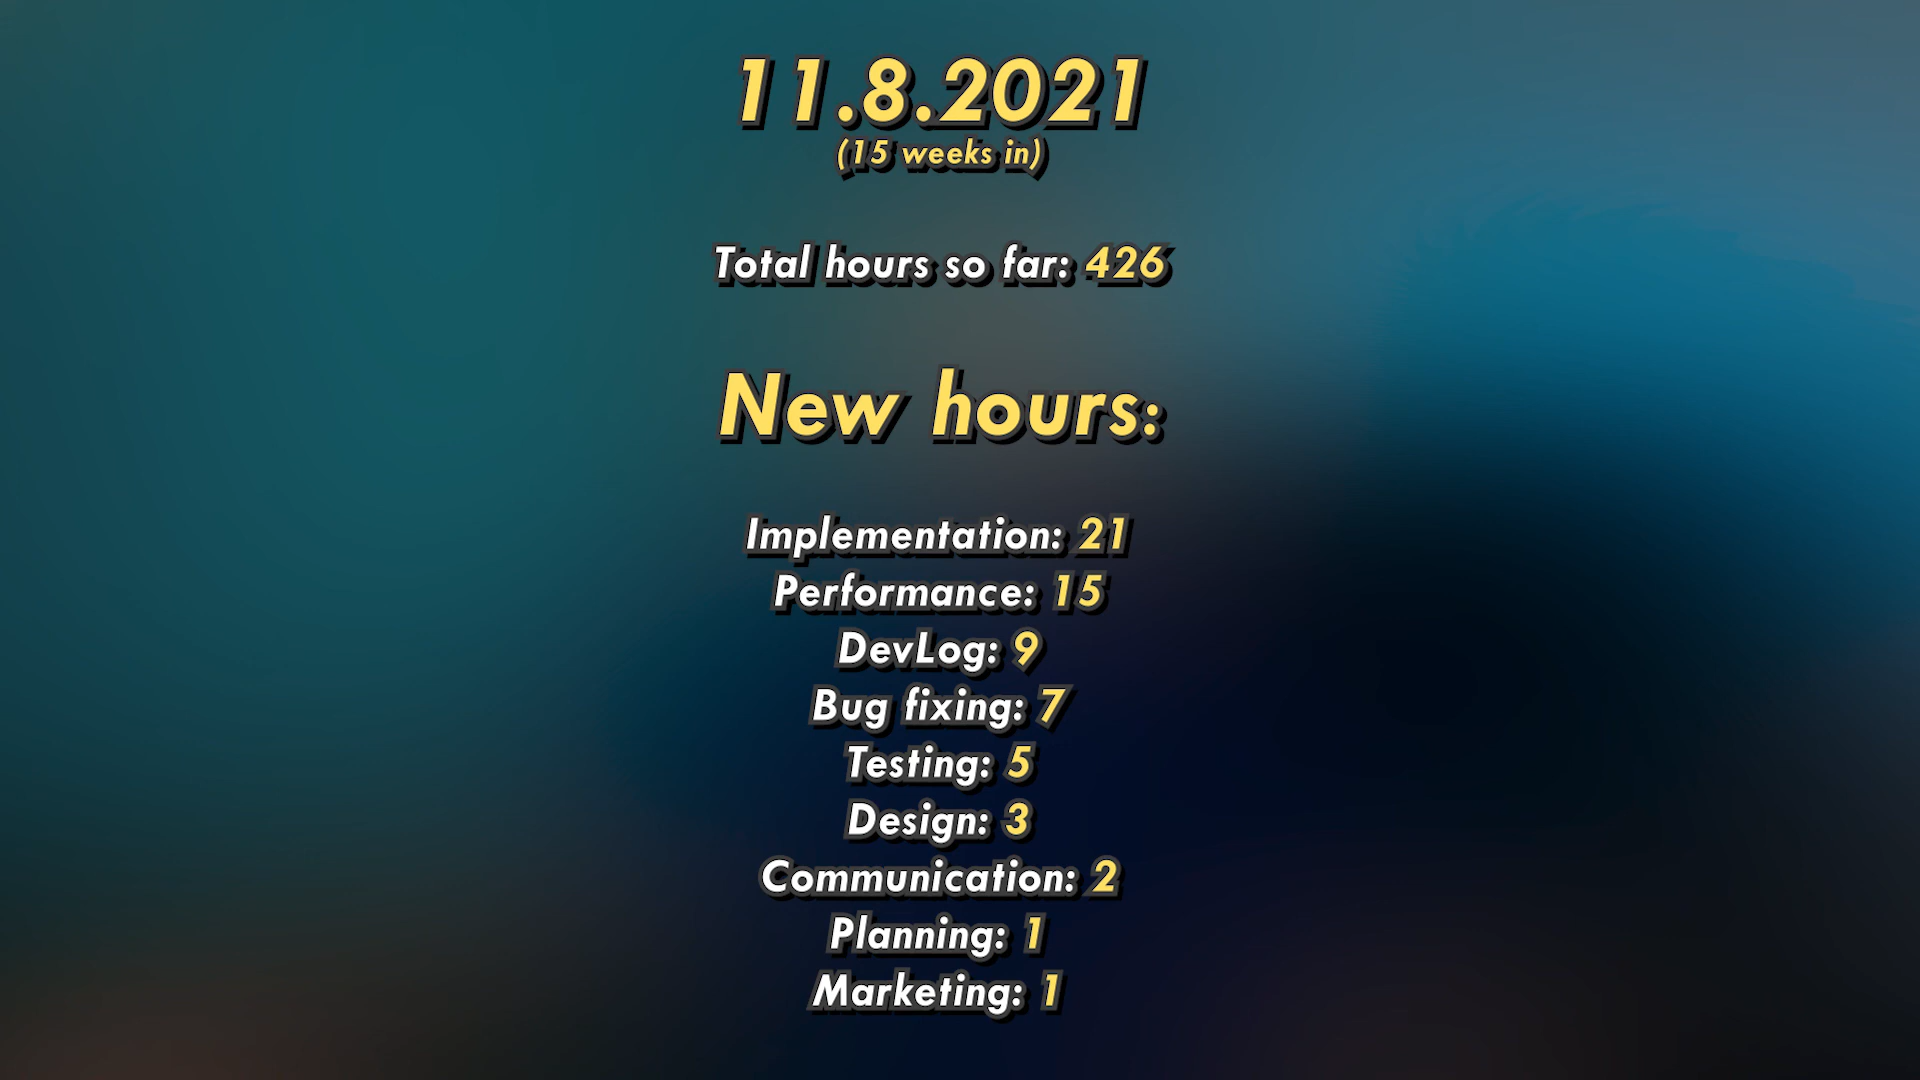 11.8.2021
(15 weeks in)
Total hours so far: 426
New hours:
Implementation: 21
Performance: 15
DevLog: 9
Bug fixing: 7
Testing: 5
Design: 3
Communication: 2
Planning: 1
Marketing: 1